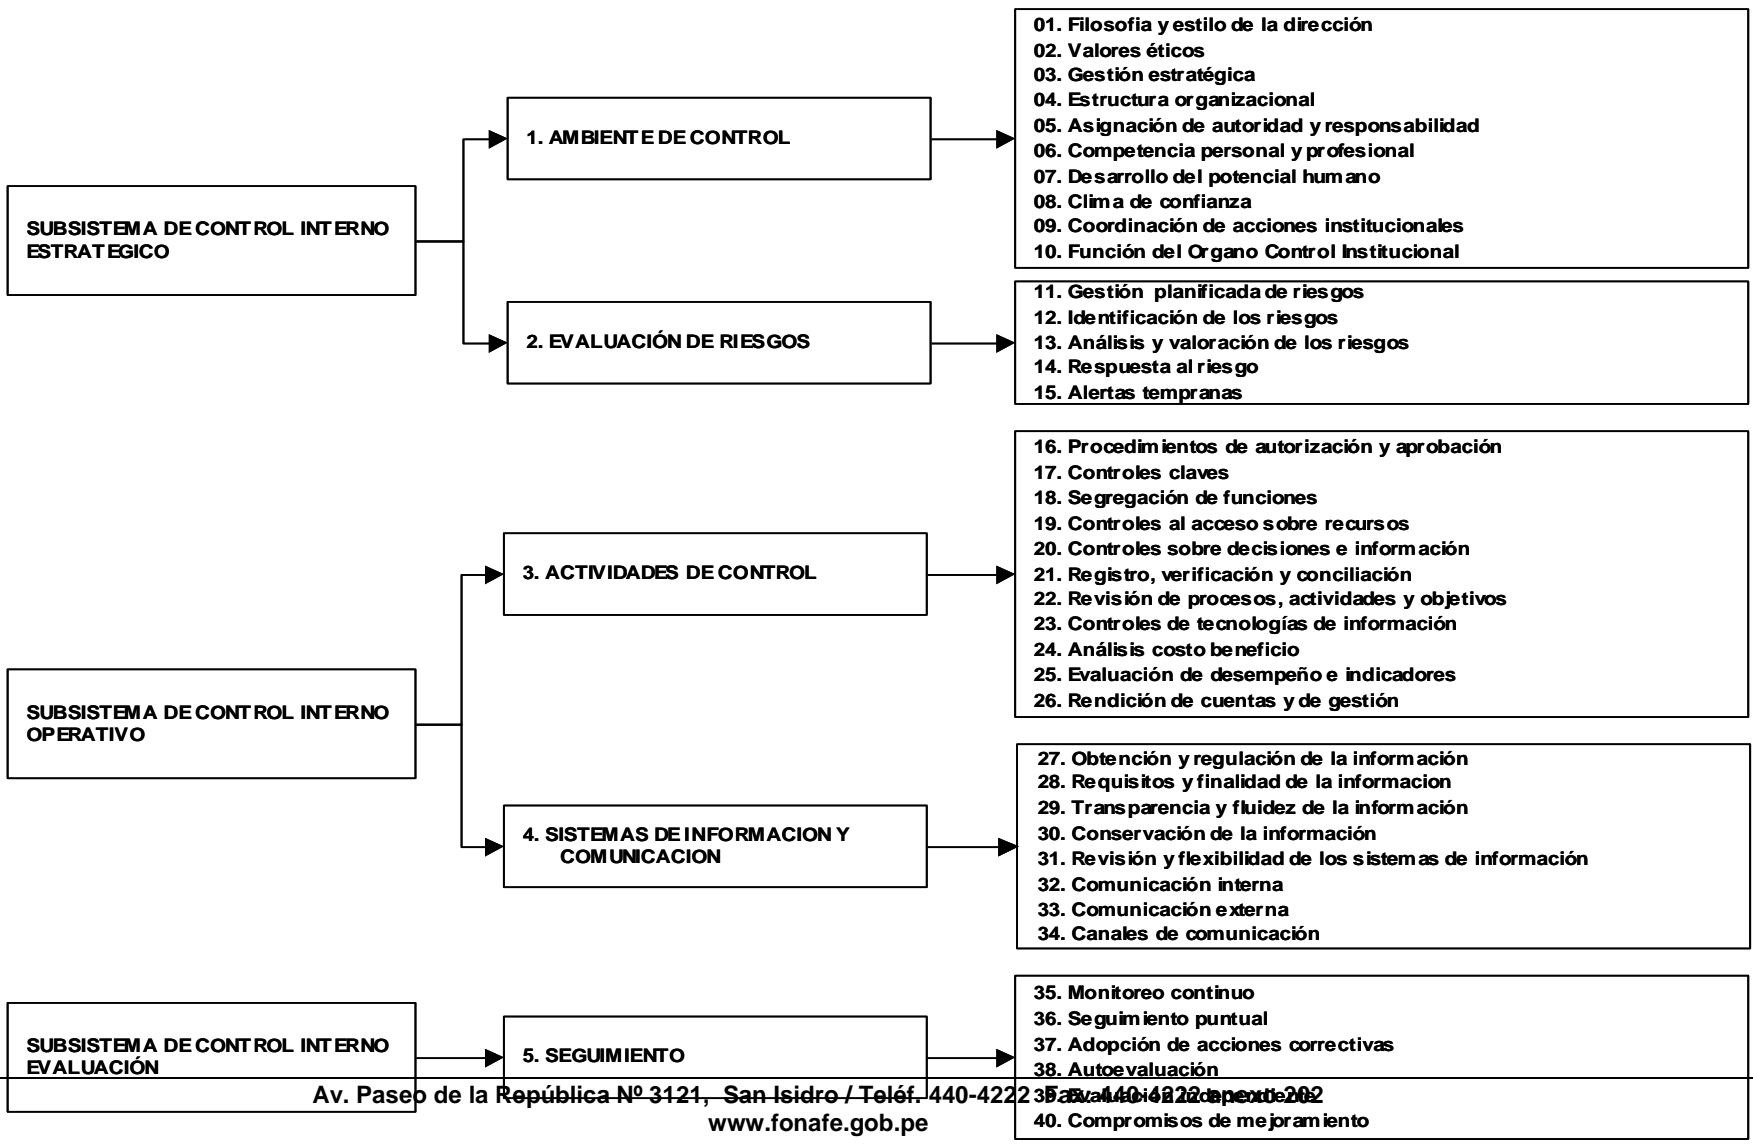 SUBSISTEMA DE CONTROL INTERNO
ESTRATEGICO
1. AMBIENTE DE CONTROL
01. Filosofia y estilo de la dirección
02. Valores éticos
03. Gestión estratégica
04. Estructura organizacional
05. Asignación de autoridad y responsabilidad
06. Competencia personal y profesional
07. Desarrollo del potencial humano
08. Clima de confianza
09. Coordinación de acciones institucionales
10. Función del Organo Control Institucional
2. EVALUACIÓN DE RIESGOS
11. Gestión planificada de riesgos
12. Identificación de los riesgos
13. Análisis y valoración de los riesgos
14. Respuesta al riesgo
15. Alertas tempranas
SUBSISTEMA DE CONTROL INTERNO
OPERATIVO
3. ACTIVIDADES DE CONTROL
16. Procedimientos de autorización y aprobación
17. Controles claves
18. Segregación de funciones
19. Controles al acceso sobre recursos
20. Controles sobre decisiones e información
21. Registro, verificación y conciliación
22. Revisión de procesos, actividades y objetivos
23. Controles de tecnologías de información
24. Análisis costo beneficio
25. Evaluación de desempeño e indicadores
26. Rendición de cuentas y de gestión
4. SISTEMAS DE INFORMACION Y
COMUNICACION
27. Obtención y regulación de la información
28. Requisitos y finalidad de la informacion
29. Transparencia y fluidez de la información
30. Conservación de la información
31. Revisión y flexibilidad de los sistemas de información
32. Comunicación interna
33. Comunicación externa
34. Canales de comunicación
SUBSISTEMA DE CONTROL INTERNO
EVALUACIÓN
5. SEGUIMIENTO
35. Monitoreo continuo
36. Seguimiento puntual
37. Adopción de acciones correctivas
38. Autoevaluación
39. Evaluación independiente
40. Compromisos de mejoramiento
Av. Paseo de la República Nº 3121, San Isidro / Teléf. 440-4222 Fax: 440-4222 anexo 202
www.fonafe.gob.pe